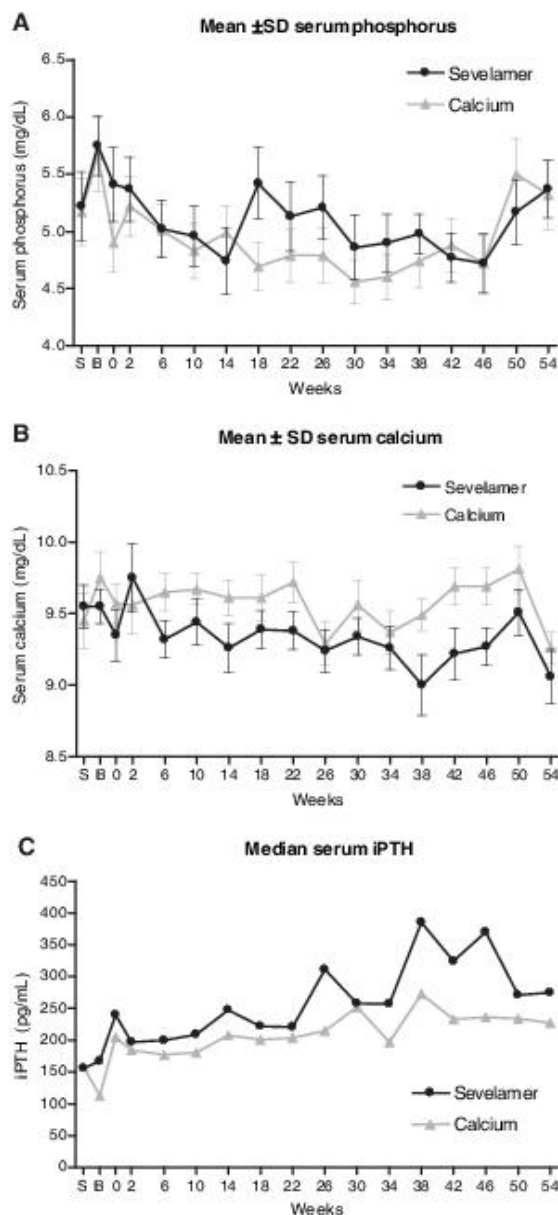 A
Mean ±SD serum phosphorus
Sevelamer
Calcium
Serum phosphorus (mg/dL)
6.5
6.0
5.5
5.0
4.5
4.0
S B 0 2 6 10 14 18 22 26 30 34 38 42 46 50 54
Weeks
B
Mean ± SD serum calcium
Sevelamer
Calcium
Serum calcium (mg/dL)
10.5
10.0
9.5
9.0
8.5
S B 0 2 6 10 14 18 22 26 30 34 38 42 46 50 54
Weeks
C
Median serum iPTH
iPTH (pg/mL)
450
400
350
300
250
200
150
100
50
0
Sevelamer
Calcium
S B 0 2 6 10 14 18 22 26 30 34 38 42 46 50 54
Weeks